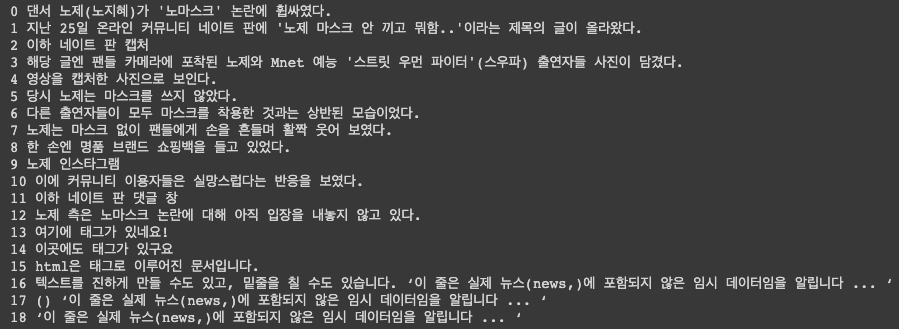 0 댄서 노제(노지혜)가 '노마스크' 논란에 휩싸였다.
1 지난 25일 온라인 커뮤니티 네이트 판에 '노제 마스크 안 끼고 뭐함..'이라는 제목의 글이 올라왔다.
2 이하 네이트 판 캡처
3 해당 글엔 팬들 카메라에 포착된 노제와 Mnet 예능 '스트릿 우먼 파이터'(스우파) 출연자들 사진이 담겼다.
4 영상을 캡처한 사진으로 보인다.
5 당시 노제는 마스크를 쓰지 않았다.
6 다른 출연자들이 모두 마스크를 착용한 것과는 상반된 모습이었다.
7 노제는 마스크 없이 팬들에게 손을 흔들며 활짝 웃어 보였다.
8 한 손엔 명품 브랜드 쇼핑백을 들고 있었다.
9 노제 인스타그램
10 이에 커뮤니티 이용자들은 실망스럽다는 반응을 보였다.
11 이하 네이트 판 댓글 창
12 노제 측은 노마스크 논란에 대해 아직 입장을 내놓지 않고 있다.
13 여기에 태그가 있네요!
14 이곳에도 태그가 있구요
15 html은 태그로 이루어진 문서입니다.
16 텍스트를 진하게 만들 수도 있고, 밑줄을 칠 수도 있습니다. ‘이 줄은 실제 뉴스(news,)에 포함되지 않은 임시 데이터임을 알립니다 ... ‘
17 () ‘이 줄은 실제 뉴스(news,)에 포함되지 않은 임시 데이터임을 알립니다 ... ‘
18 ‘이 줄은 실제 뉴스(news,)에 포함되지 않은 임시 데이터임을 알립니다 ... ‘